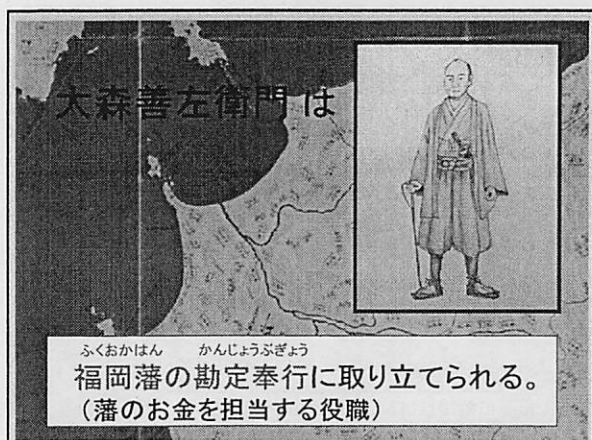 大森善左衛門は
ふくおかはん　かんじょうぶぎょう
福岡藩の勘定奉行に取り立てられる。
（藩のお金を担当する役職）